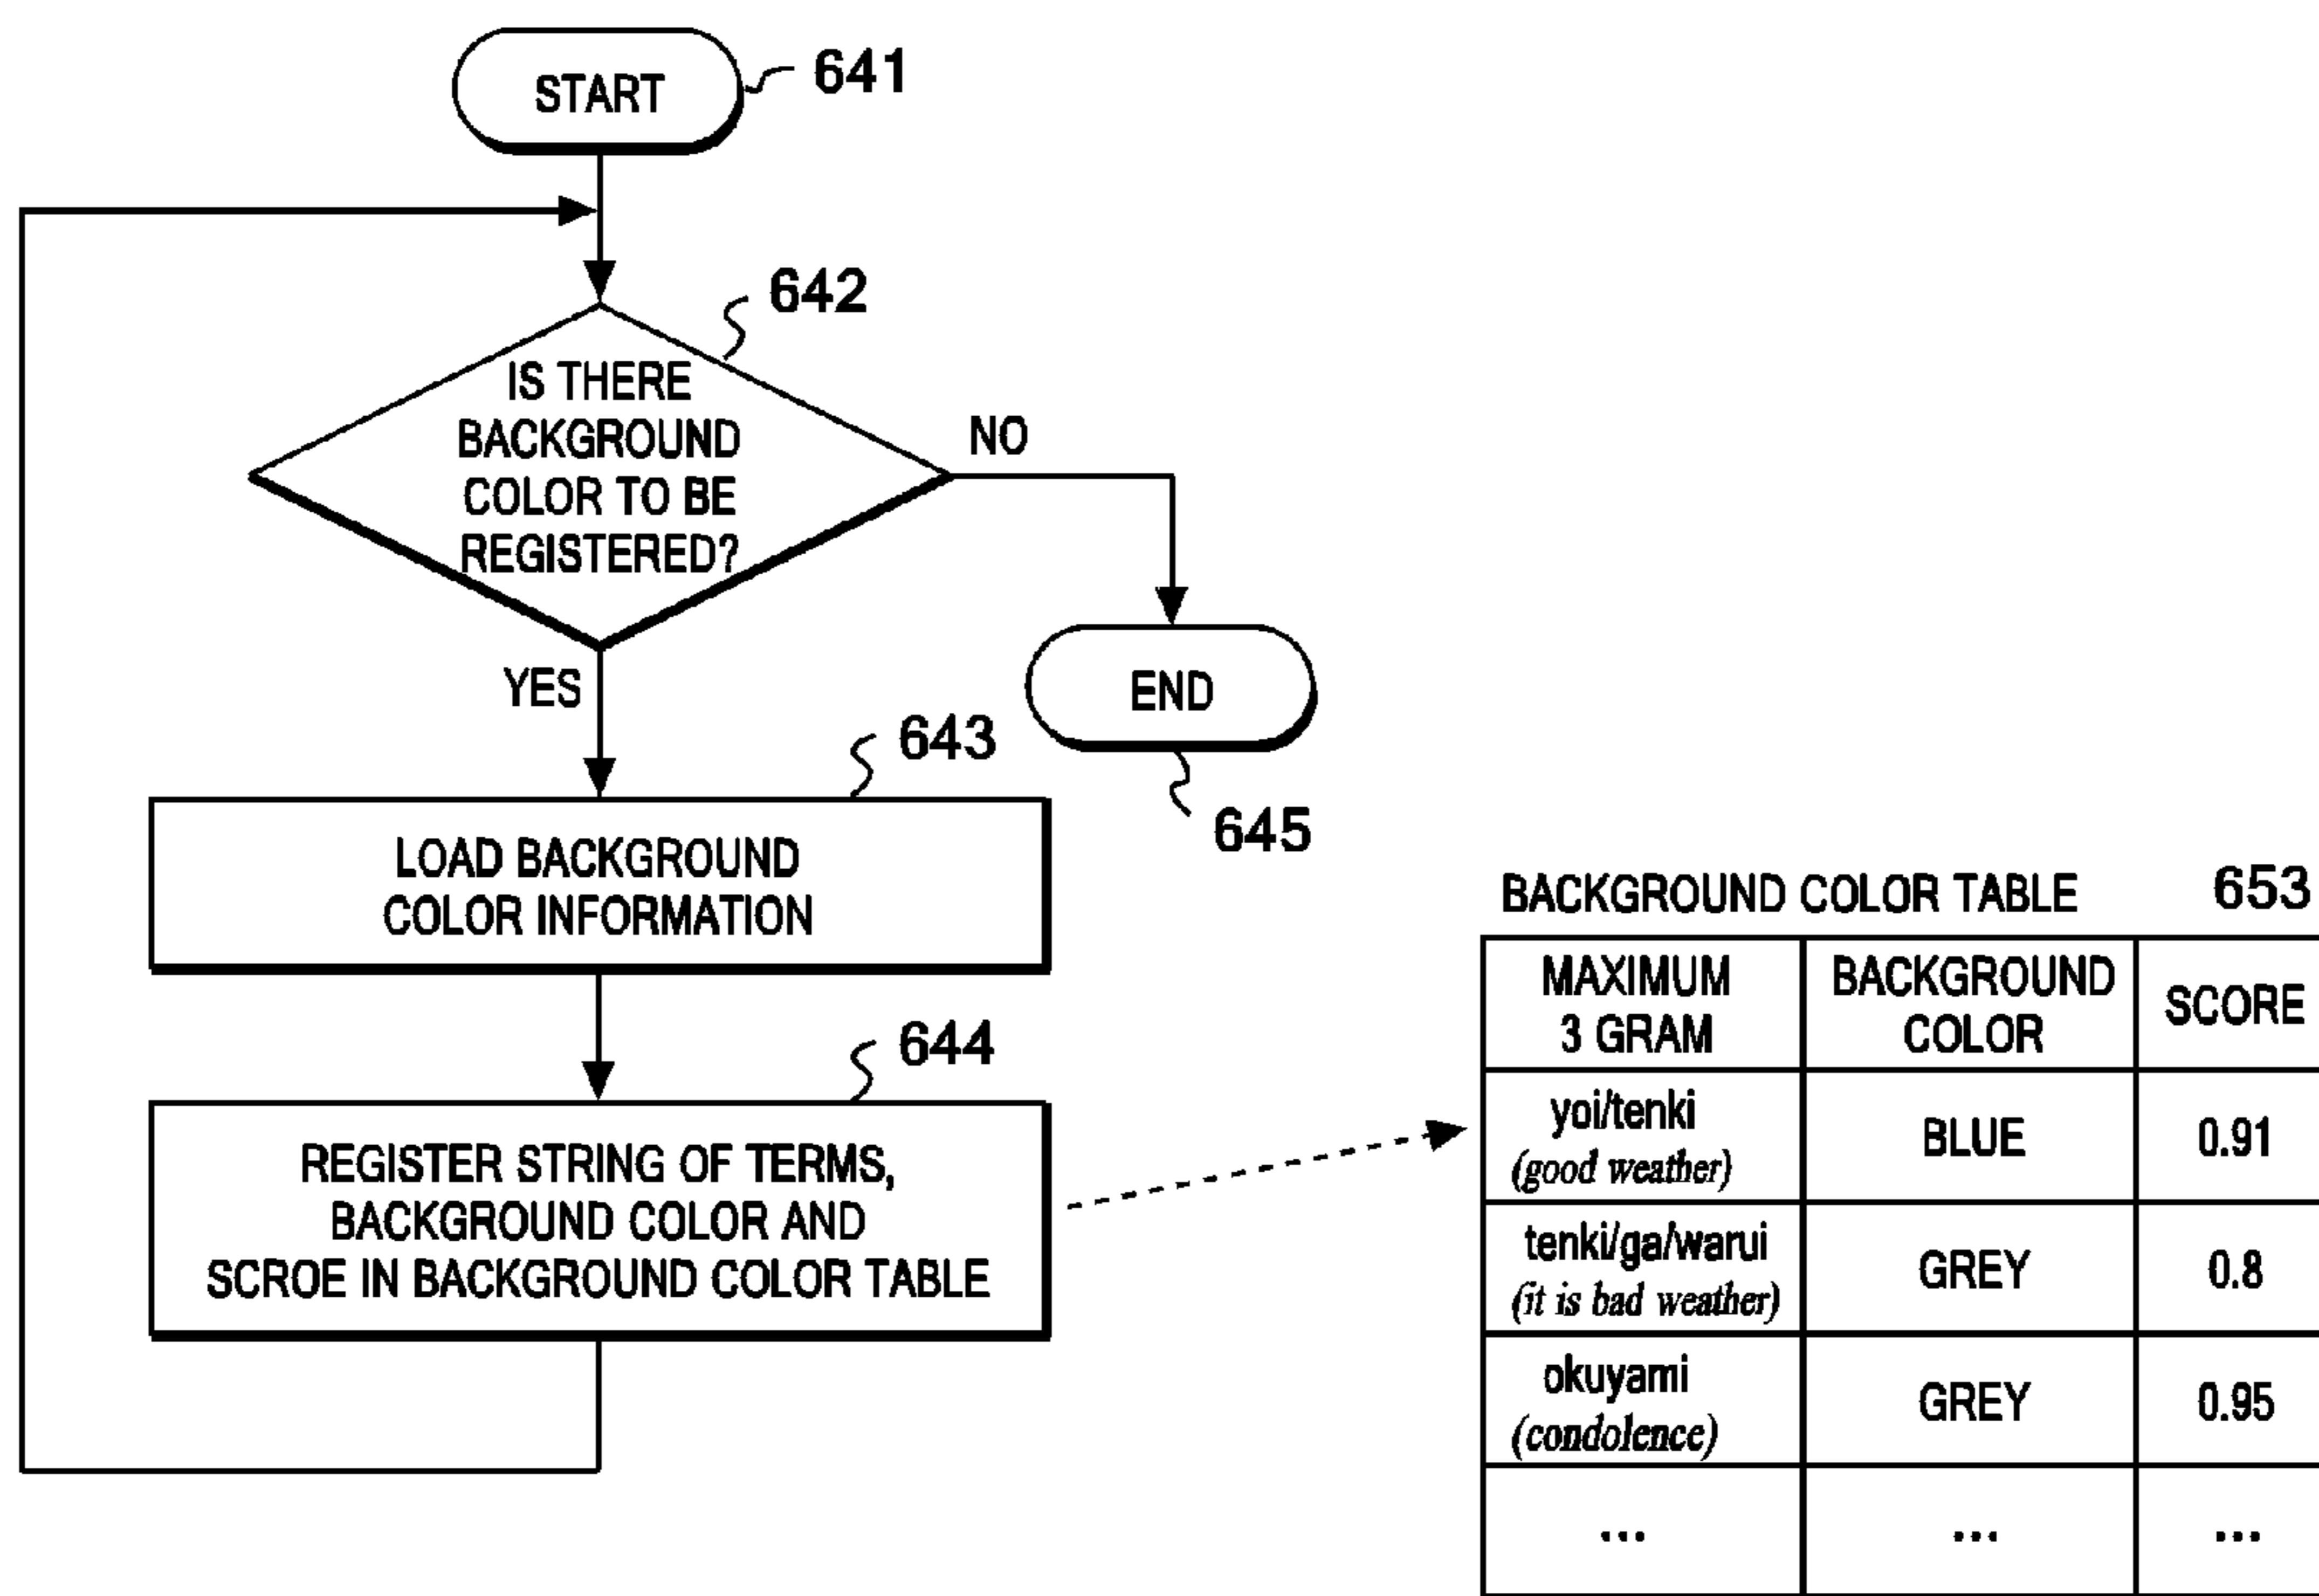 START
641
642
IS THERE
BACKGROUND
COLOR TO BE
REGISTERED?
NO
YES
END
645
643
LOAD BACKGROUND
COLOR INFORMATION
644
REGISTER STRING OF TERMS,
BACKGROUND COLOR AND
SCROE IN BACKGROUND COLOR TABLE
BACKGROUND COLOR TABLE 653
MAXIMUM
3 GRAM
BACKGROUND
COLOR
SCORE
yoi/tenki
(good weather)
BLUE
0.91
tenki/ga/warui
(it is bad weather)
GREY
0.8
okuyami
(condolence)
GREY
0.95
... ... ...